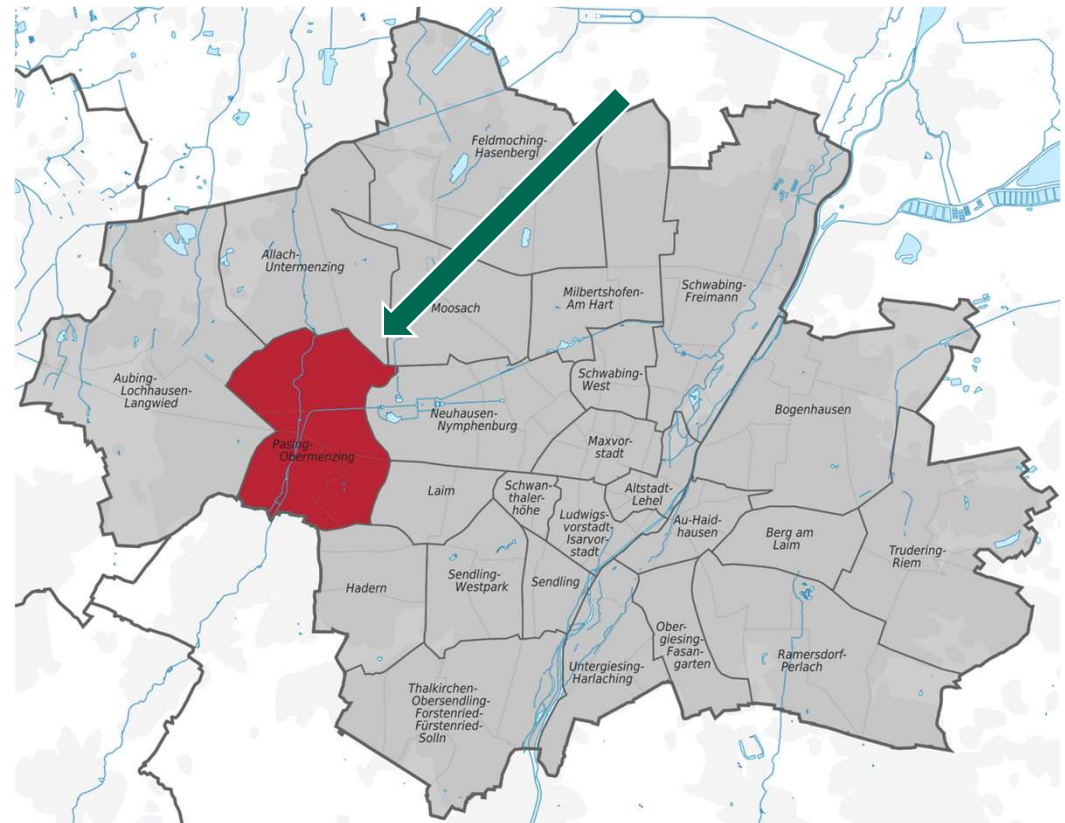 Feldmoching-
Hasenbergl
Allach-
Untermenzing
Moosach
Milbertshofen-
Am Hart
Schwabing-
Freimann
Aubing-
Lochhausen-
Langwied
Schwabing-
West
Neuhausen-
Nymphenburg
Bogenhausen
Pasing-
Obermenzing
Maxvor-
stadt
Laim
Schwan-
thaler-
höhe
Altstadt-
Lehel
Ludwigs-
vorstadt-
Isarvor-
stadt
Au-Haid-
hausen
Berg am
Laim
Trudering-
Riem
Hadern
Sendling-
Westpark
Sendling
Ober-
giesing-
Fasan-
garten
Untergiesing-
Harlaching
Ramersdorf-
Perlach
Thalkirchen-
Obersendling-
Forstenried-
Fürstenried-
Solln